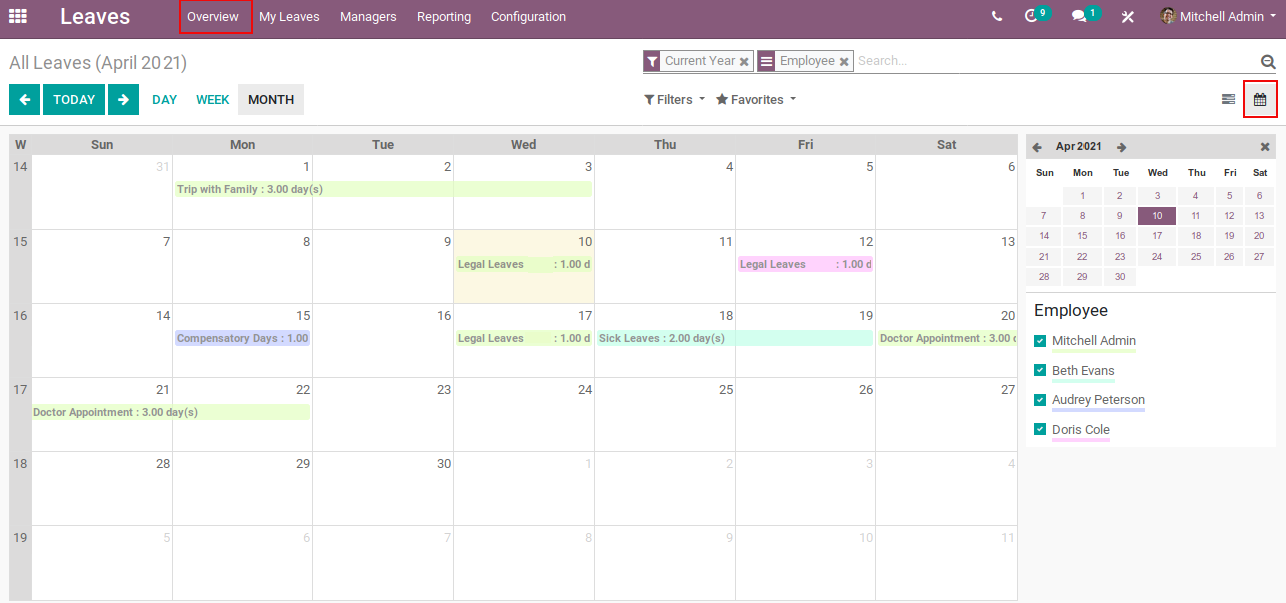 Leaves Overview My Leaves Managers Reporting Configuration 9 1 Mitchell Admin
All Leaves (April 2021)
Current Year Employee Search...
TODAY DAY WEEK MONTH
Filters Favorites
W Sun Mon Tue Wed Thu Fri Sat
14 31 1 2 3 4 5 6
Trip with Family : 3.00 day(s)
15 7 8 9 10 11 12 13
Legal Leaves : 1.00 d Legal Leaves : 1.00 d
16 14 15 16 17 18 19 20
Compensatory Days : 1.00 Legal Leaves : 1.00 d Sick Leaves : 2.00 day(s) Doctor Appointment : 3.00 d
17 21 22 23 24 25 26 27
Doctor Appointment : 3.00 day(s)
18 28 29 30 1 2 3 4
19 5 6 7 8 9 10 11
Apr 2021
Sun Mon Tue Wed Thu Fri Sat
1 2 3 4 5 6
7 8 9 10 11 12 13
14 15 16 17 18 19 20
21 22 23 24 25 26 27
28 29 30
Employee
Mitchell Admin
Beth Evans
Audrey Peterson
Doris Cole